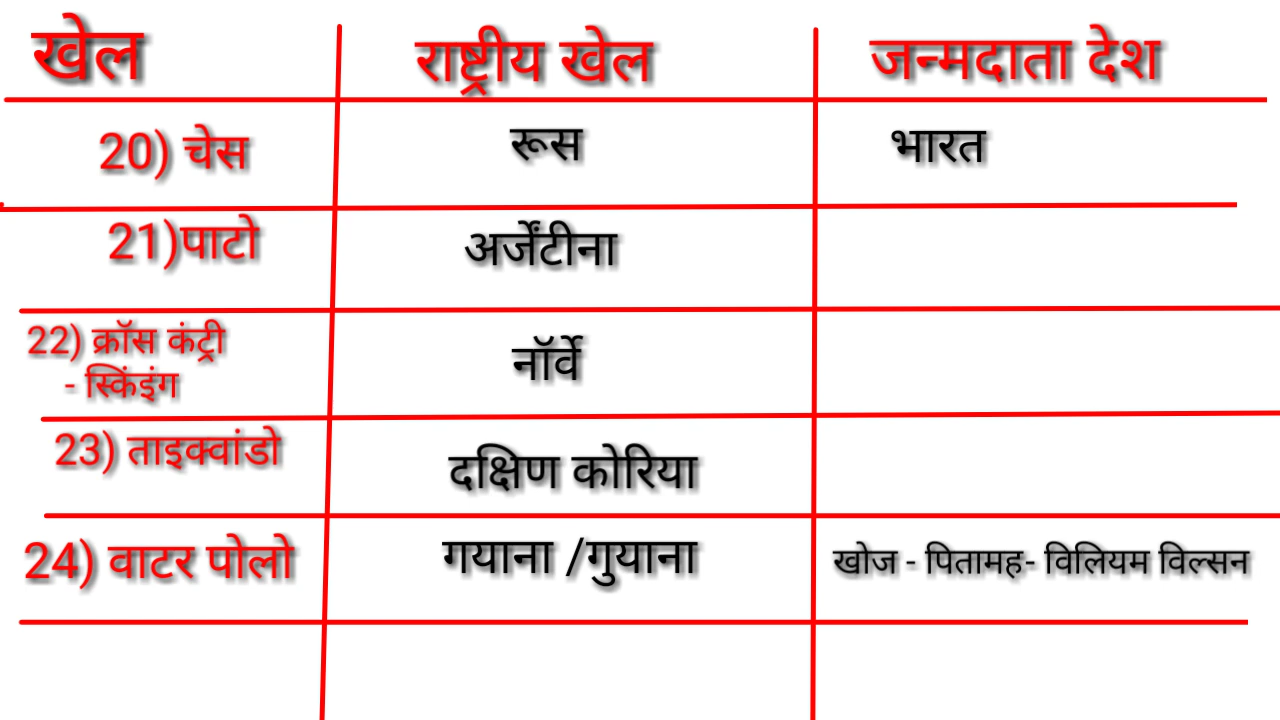 खेल राष्ट्रीय खेल जन्मदाता देश
20) चेस रूस भारत
21)पाटो अर्जेंटीना
22) क्रॉस कंट्री
- स्किंइंग नॉर्वे
23) ताइक्वांडो दक्षिण कोरिया
24) वाटर पोलो गयाना /गुयाना खोज - पितामह- विलियम विल्सन